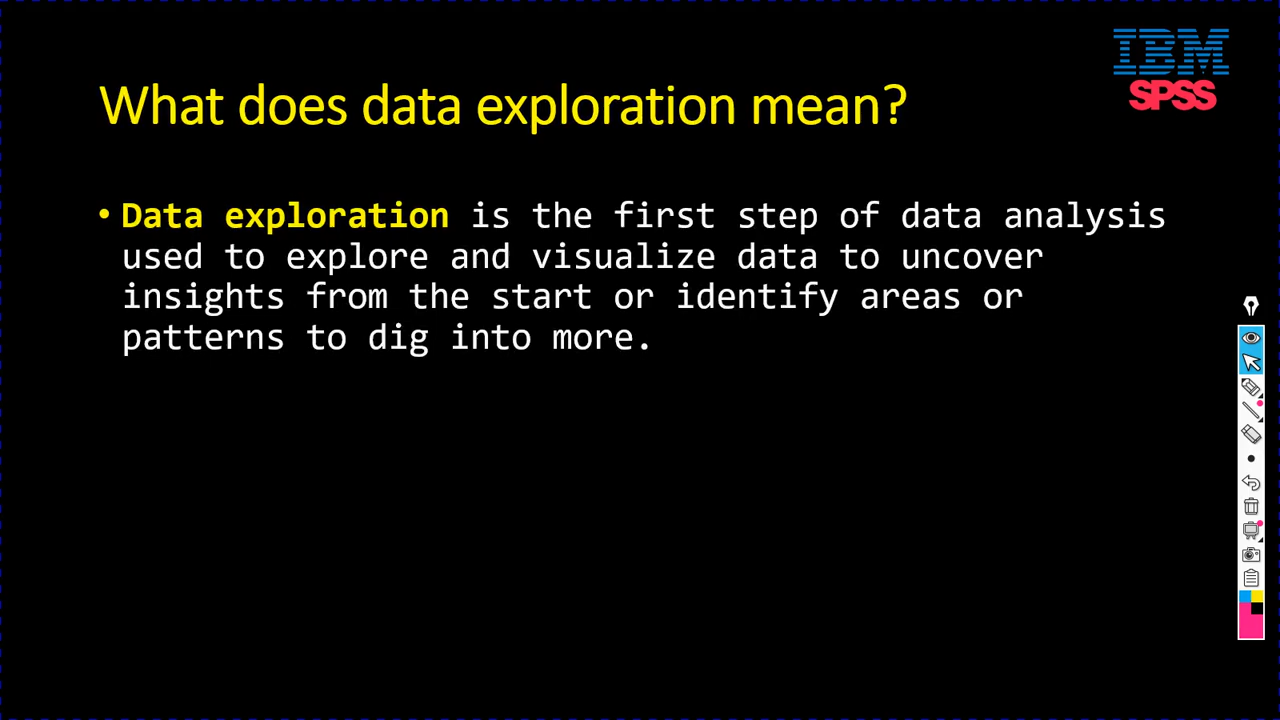 IBM
SPSS
What does data exploration mean?
• Data exploration is the first step of data analysis
used to explore and visualize data to uncover
insights from the start or identify areas or
patterns to dig into more.